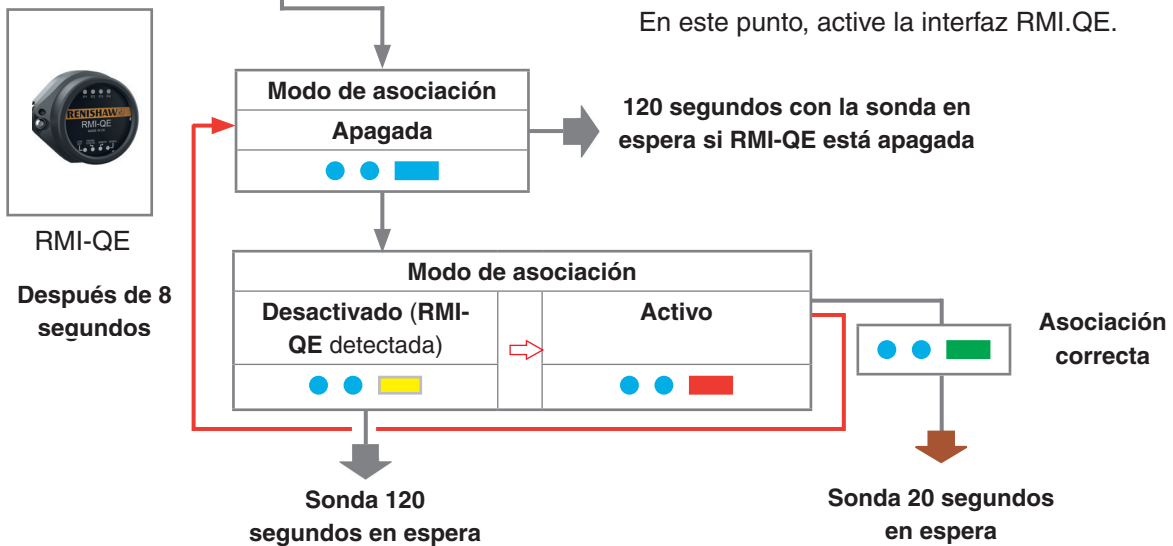 En este punto, active la interfaz RMI.QE.
RENISHAW
RMI-QE
Modo de asociación
Apagada
120 segundos con la sonda en
espera si RMI-QE está apagada
RMI-QE
Después de 8
segundos
Modo de asociación
Desactivado (RMI-
QE detectada)
Activo
Asociación
correcta
Sonda 120
segundos en espera
Sonda 20 segundos
en espera